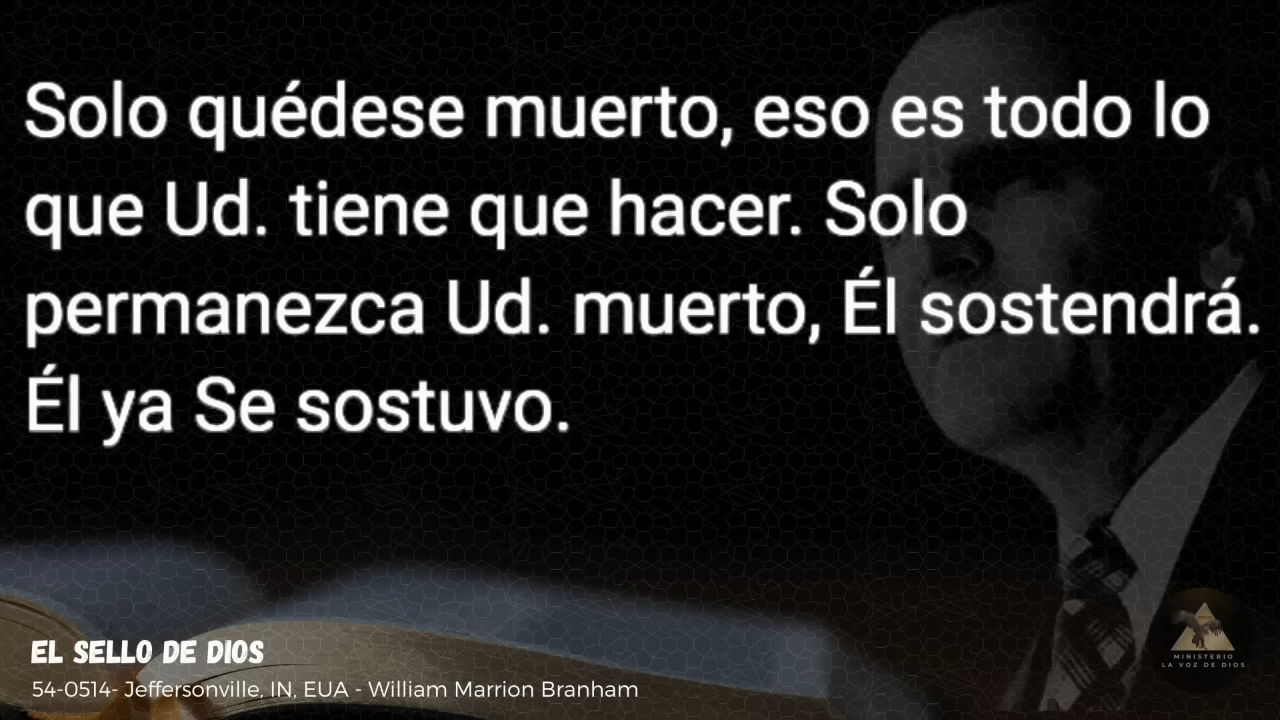 Solo quédese muerto, eso es todo lo
que Ud. tiene que hacer. Solo
permanezca Ud. muerto, Él sostendrá.
Él ya Se sostuvo.
EL SELLO DE DIOS
54-0514- Jeffersonville, IN, EUA - William Marrion Branham
MINISTERIO
LA VOZ DE DIOS